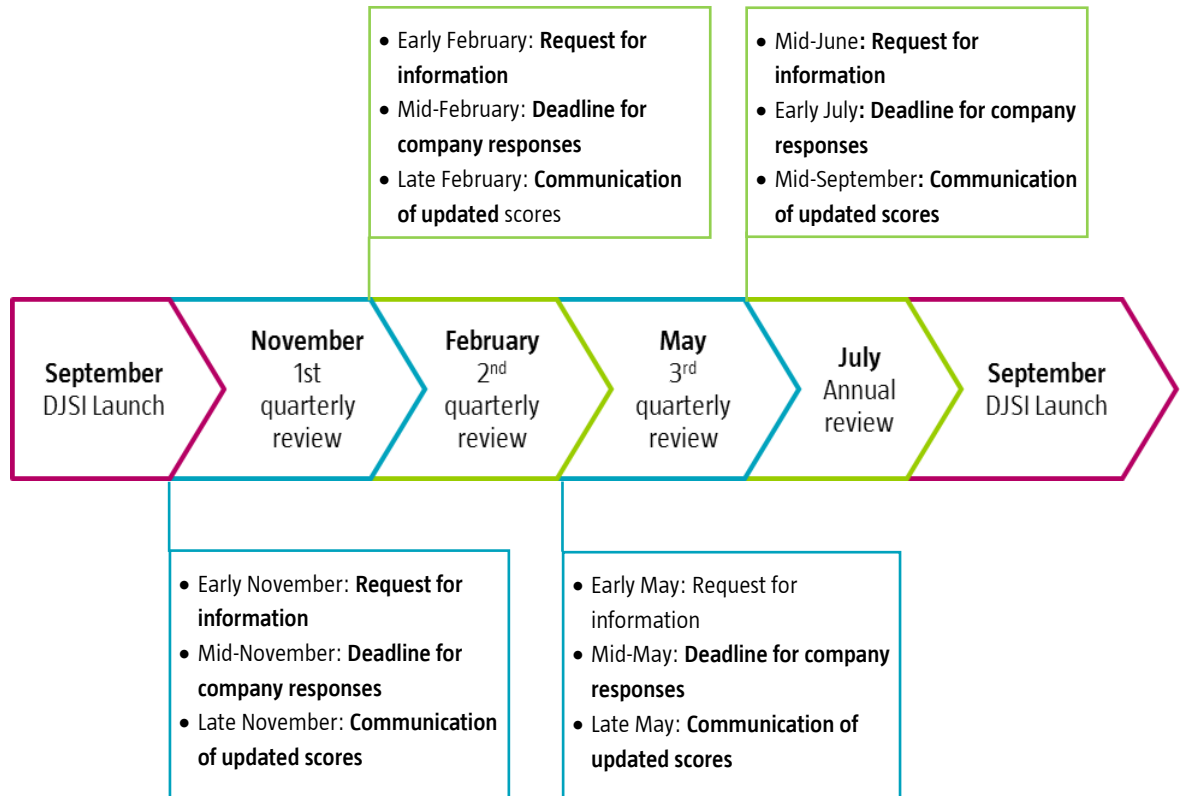 • Early February: Request for
information
• Mid-February: Deadline for
company responses
• Late February: Communication
of updated scores
• Mid-June: Request for
information
• Early July: Deadline for company
responses
• Mid-September: Communication
of updated scores
September
DJSI Launch
November
1st
quarterly
review
February
2nd
quarterly
review
May
3rd
quarterly
review
July
Annual
review
September
DJSI Launch
• Early November: Request for
information
• Mid-November: Deadline for
company responses
• Late November: Communication
of updated scores
• Early May: Request for
information
• Mid-May: Deadline for company
responses
• Late May: Communication of
updated scores